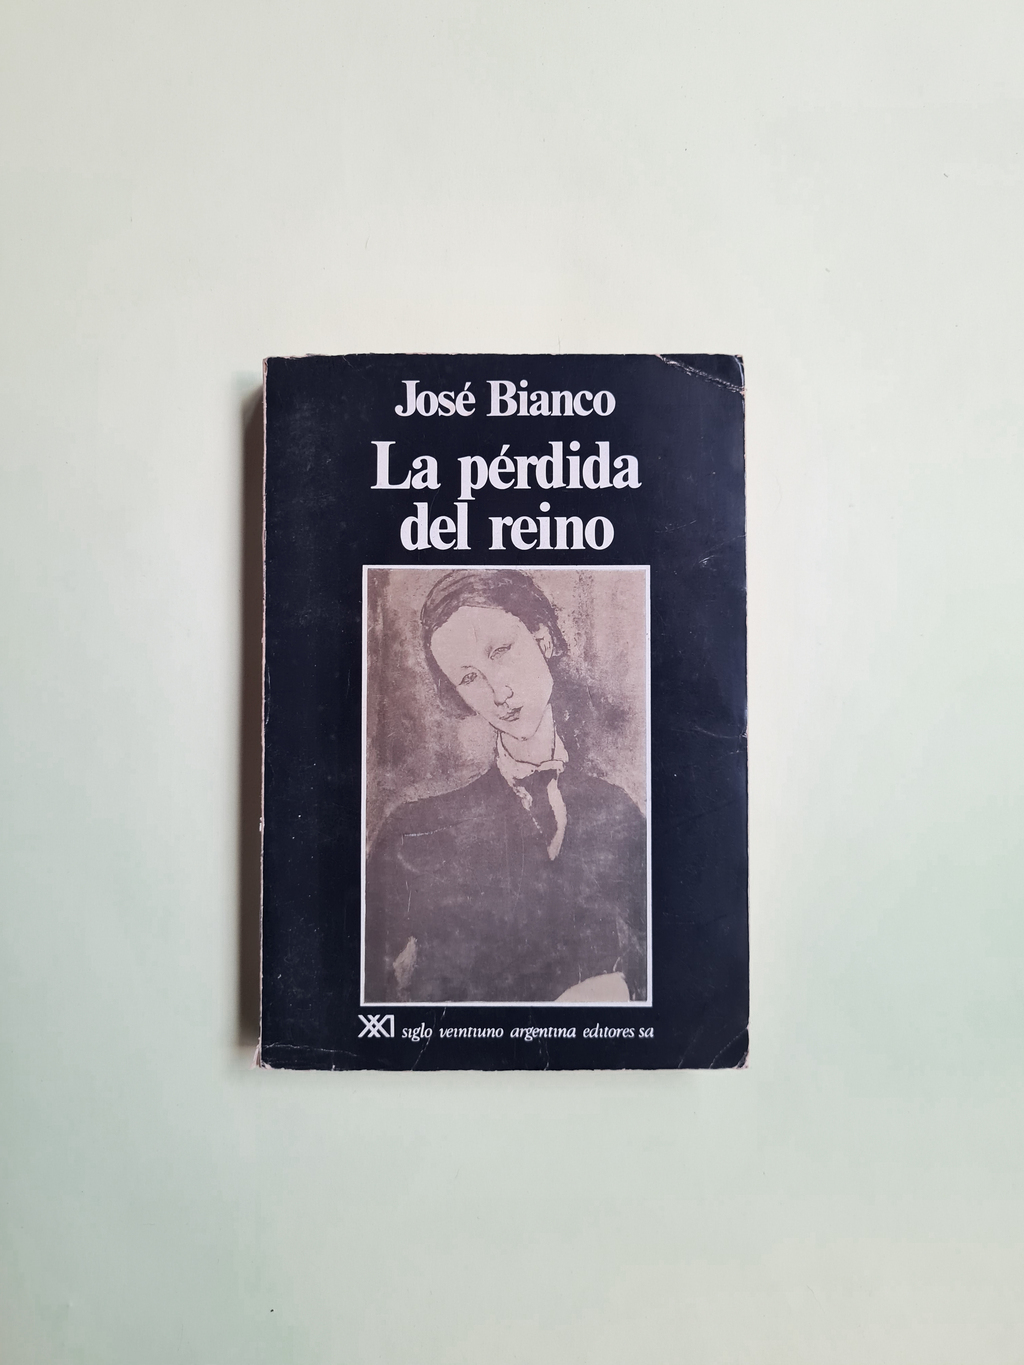 José Bianco
La pérdida
del reino
XXI siglo veintiuno argentina editores sa